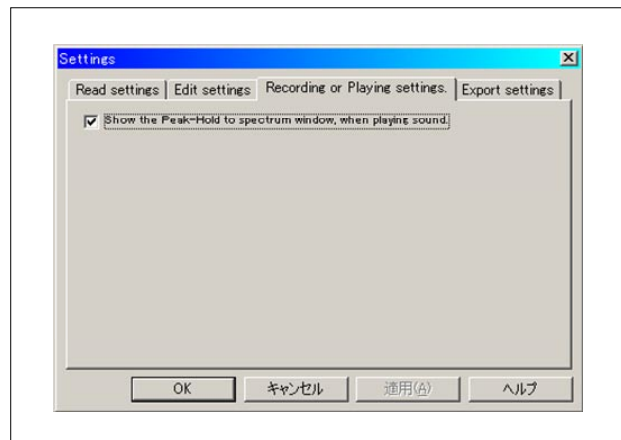 Settings
Read settings Edit settings Recording or Playing settings. Export settings
Show the Peak-Hold to spectrum window, when playing sound.
OK キャンセル 適用(A) ヘルプ